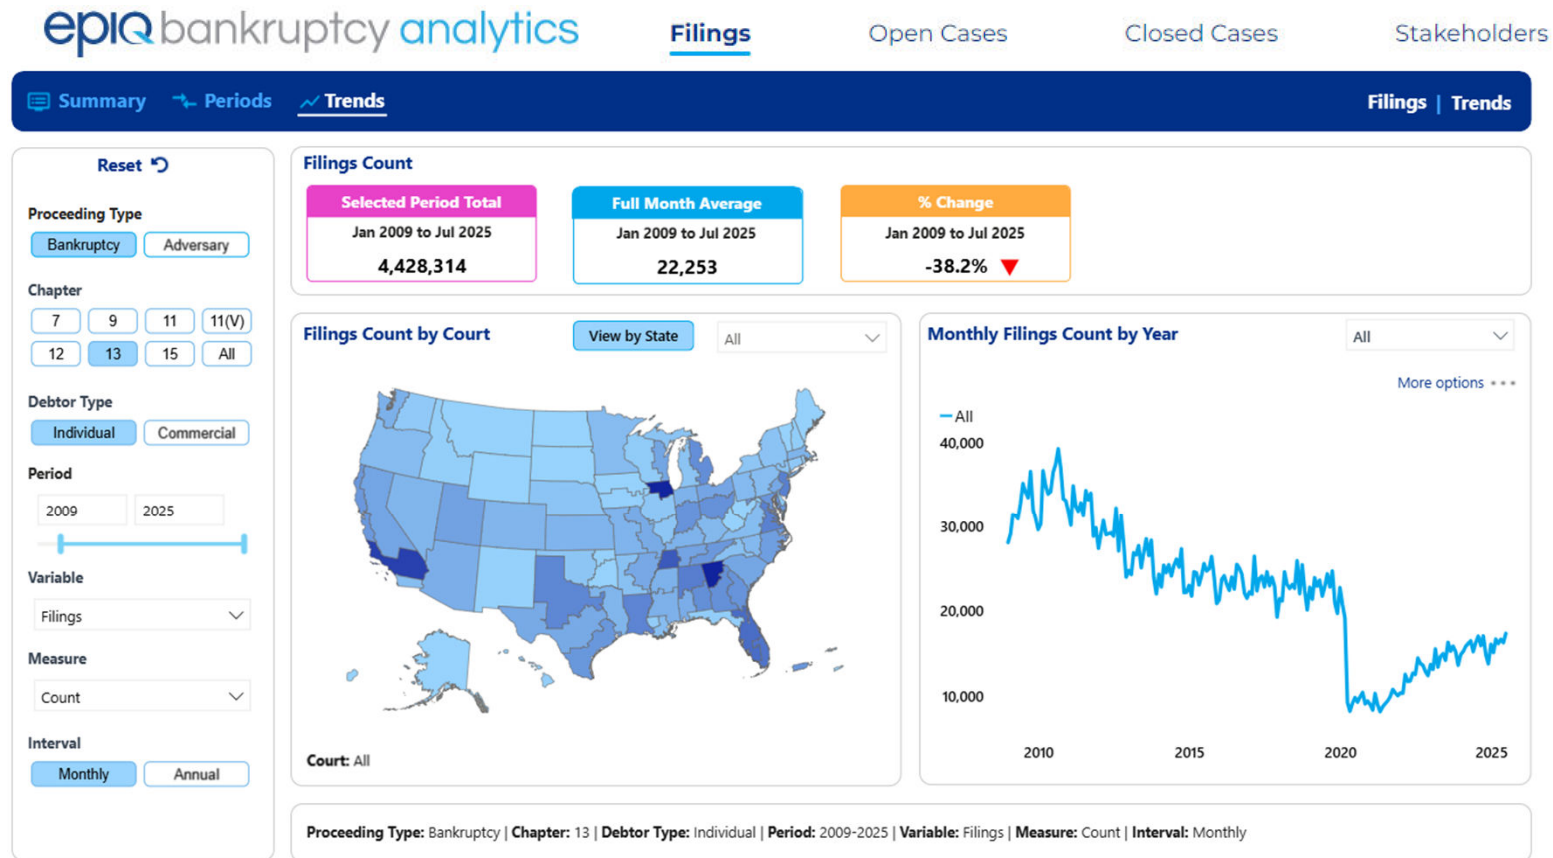 epiq bankruptcy analytics
Filings
Open Cases
Closed Cases
Stakeholders
Summary
Periods
Trends
Filings | Trends
Reset
Proceeding Type
Bankruptcy
Adversary
Chapter
7
9
11
11(V)
12
13
15
All
Debtor Type
Individual
Commercial
Period
2009
2025
Variable
Filings
Measure
Count
Interval
Monthly
Annual
Filings Count
Selected Period Total
Jan 2009 to Jul 2025
4,428,314
Full Month Average
Jan 2009 to Jul 2025
22,253
% Change
Jan 2009 to Jul 2025
-38.2%
Filings Count by Court
View by State
All
Court: All
Monthly Filings Count by Year
All
More options
All
40,000
30,000
20,000
10,000
2010
2015
2020
2025
Proceeding Type: Bankruptcy | Chapter: 13 | Debtor Type: Individual | Period: 2009-2025 | Variable: Filings | Measure: Count | Interval: Monthly